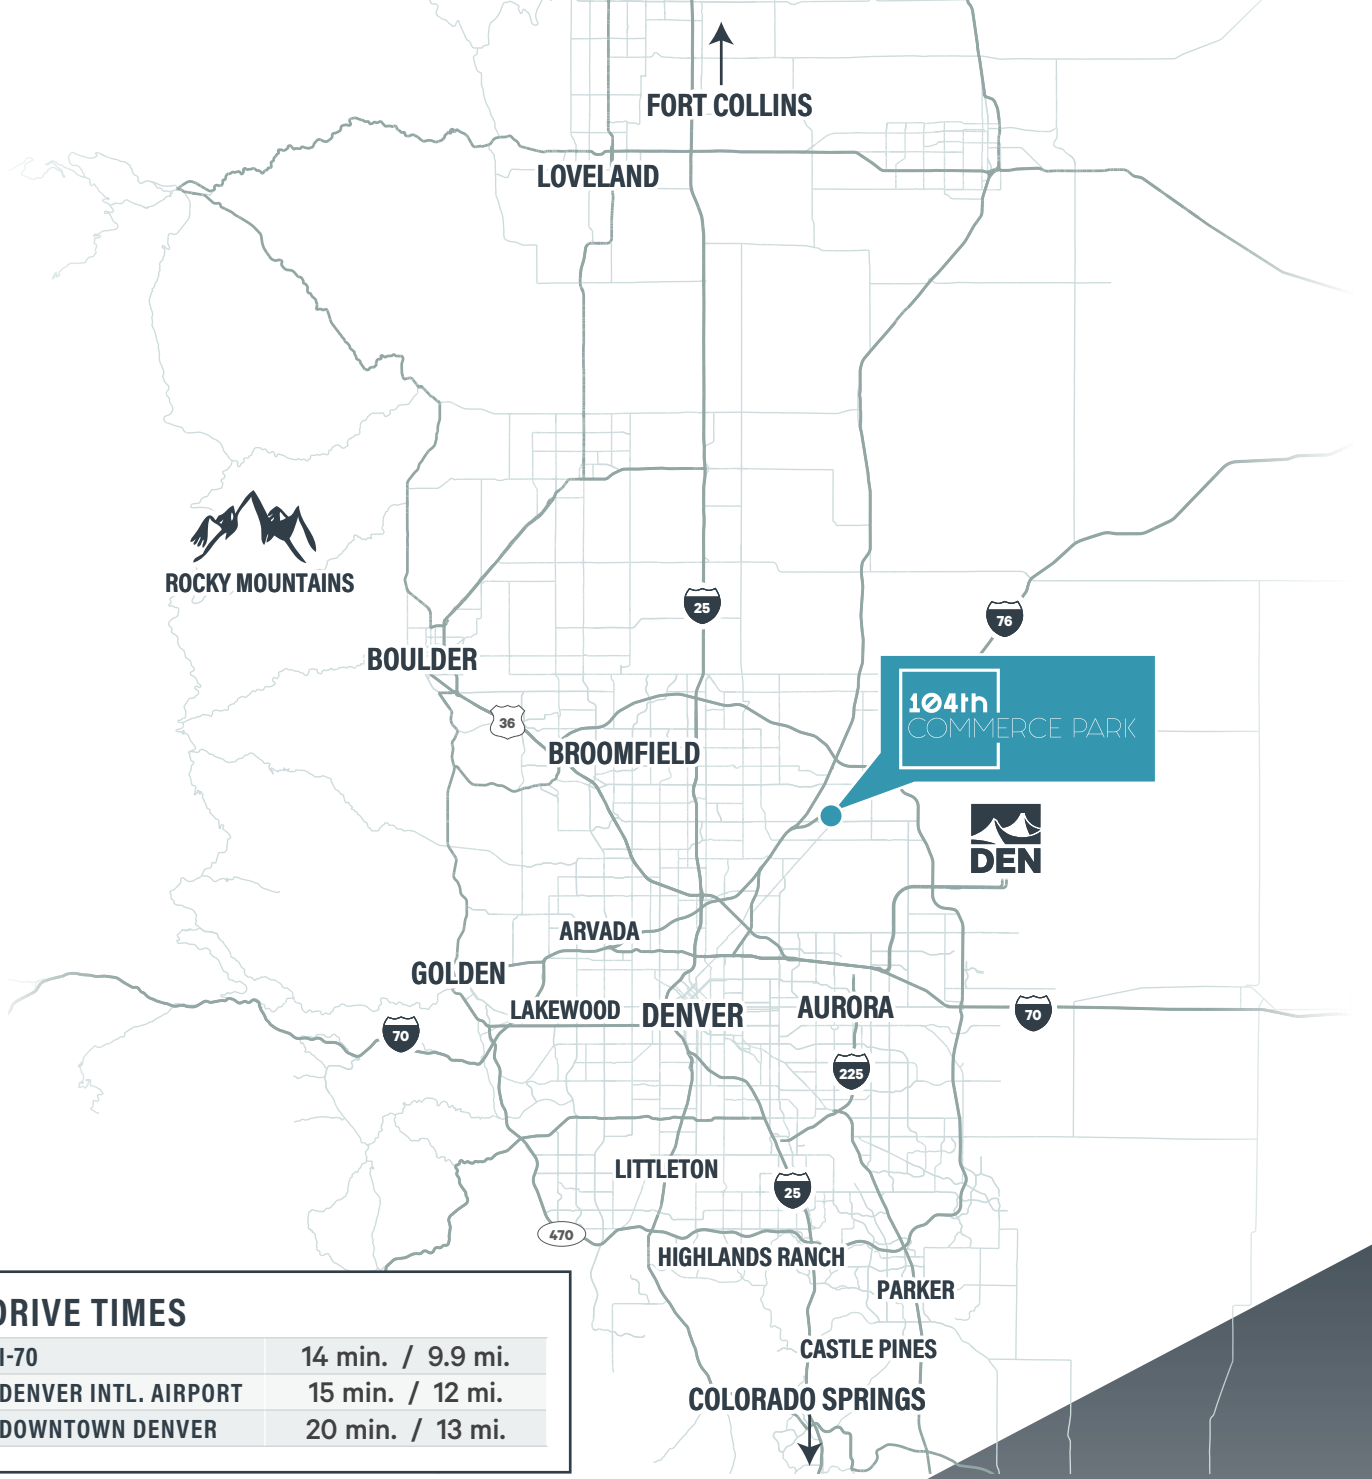 FORT COLLINS
LOVELAND
ROCKY MOUNTAINS
25
76
BOULDER
104th
COMMERCE PARK
36
BROOMFIELD
DEN
ARVADA
GOLDEN
LAKEWOOD
DENVER
AURORA
70
70
225
LITTLETON
25
470
HIGHLANDS RANCH
PARKER
CASTLE PINES
COLORADO SPRINGS
DRIVE TIMES
I-70 14 min. / 9.9 mi.
DENVER INTL. AIRPORT 15 min. / 12 mi.
DOWNTOWN DENVER 20 min. / 13 mi.